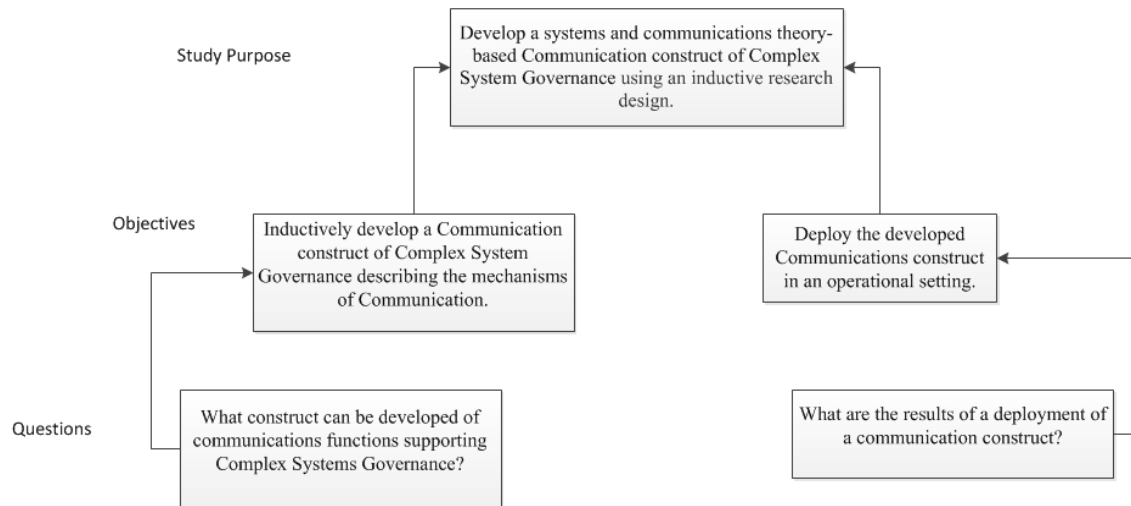 Study Purpose
Develop a systems and communications theory-
based Communication construct of Complex
System Governance using an inductive research
design.
Objectives
Inductively develop a Communication
construct of Complex System
Governance describing the mechanisms
of Communication.
Deploy the developed
Communications construct
in an operational setting.
Questions
What construct can be developed of
communications functions supporting
Complex Systems Governance?
What are the results of a deployment of
a communication construct?